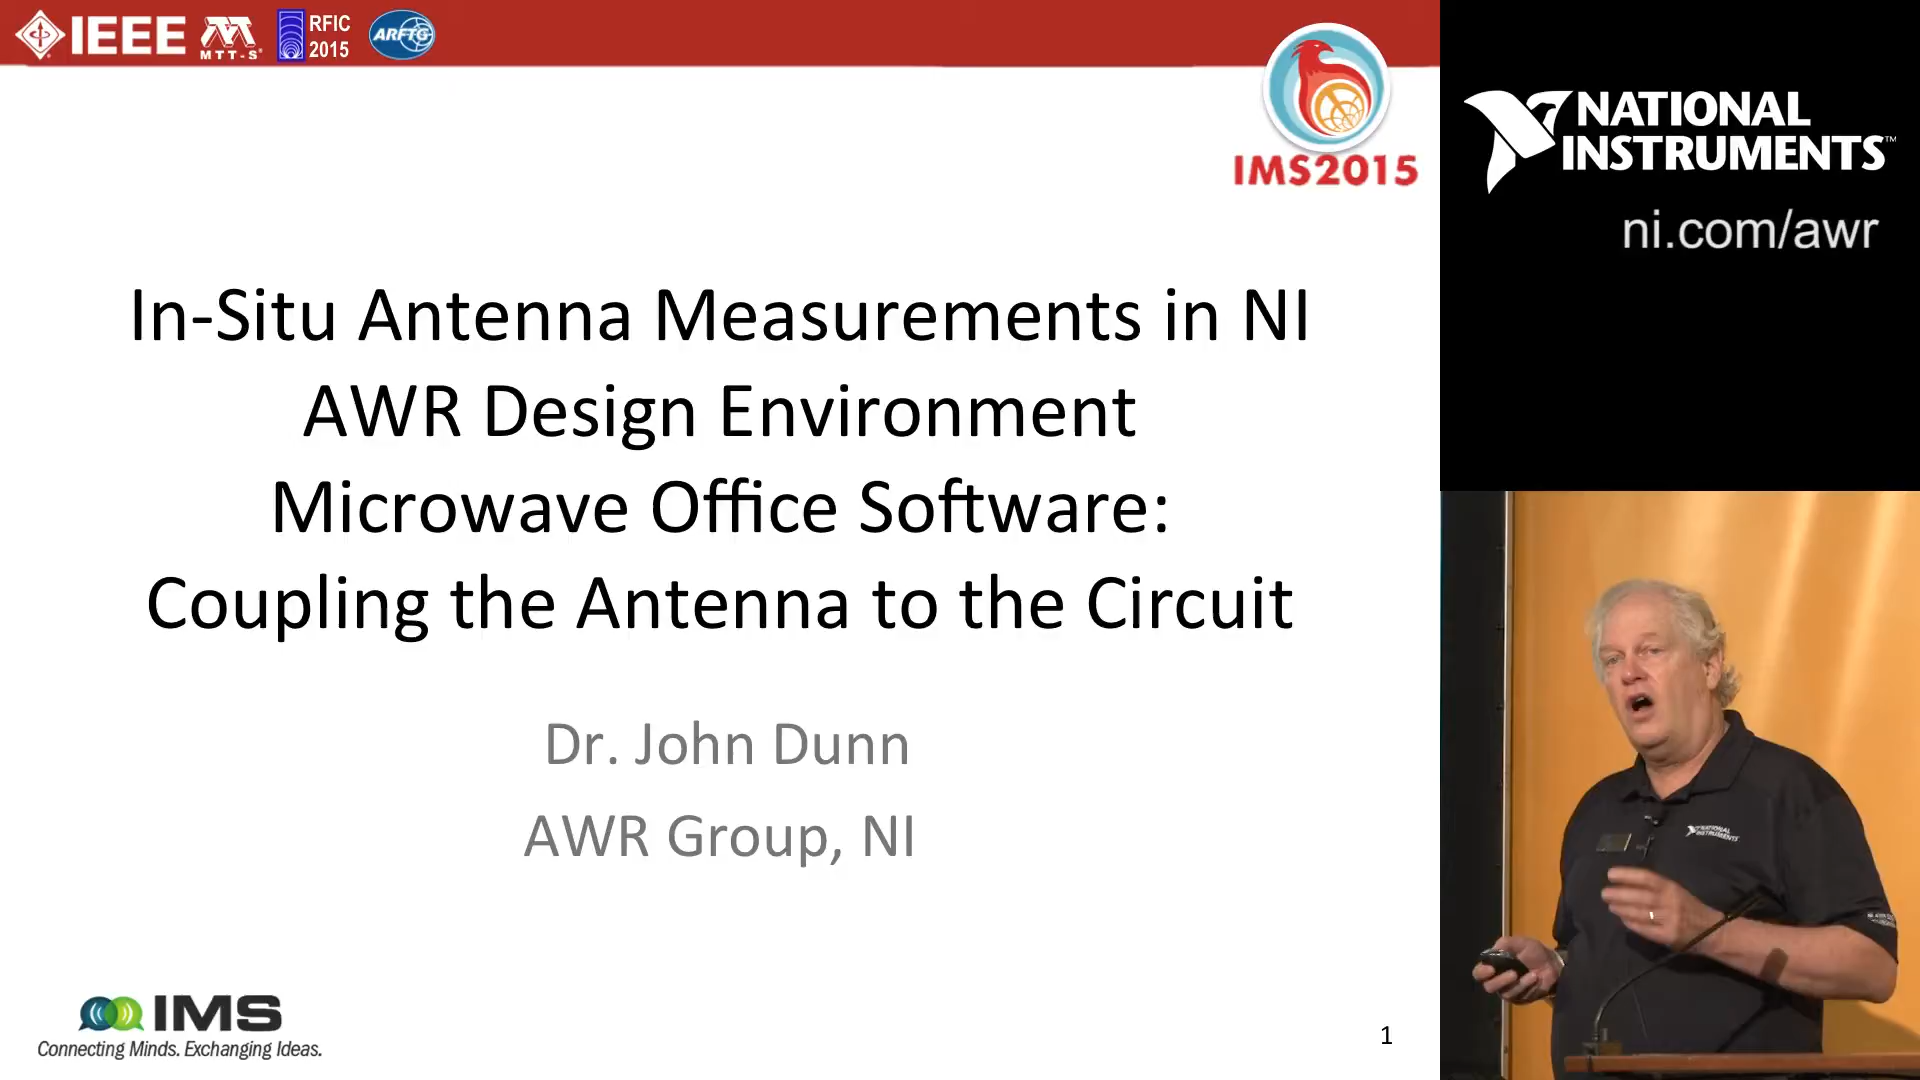 IEEE
MTT-S
RFIC
2015
ARFTG
IMS2015
NATIONAL
INSTRUMENTS™
ni.com/awr
In-Situ Antenna Measurements in NI
AWR Design Environment
Microwave Office Software:
Coupling the Antenna to the Circuit
Dr. John Dunn
AWR Group, NI
NATIONAL
INSTRUMENTS
IMS
Connecting Minds. Exchanging Ideas.
1